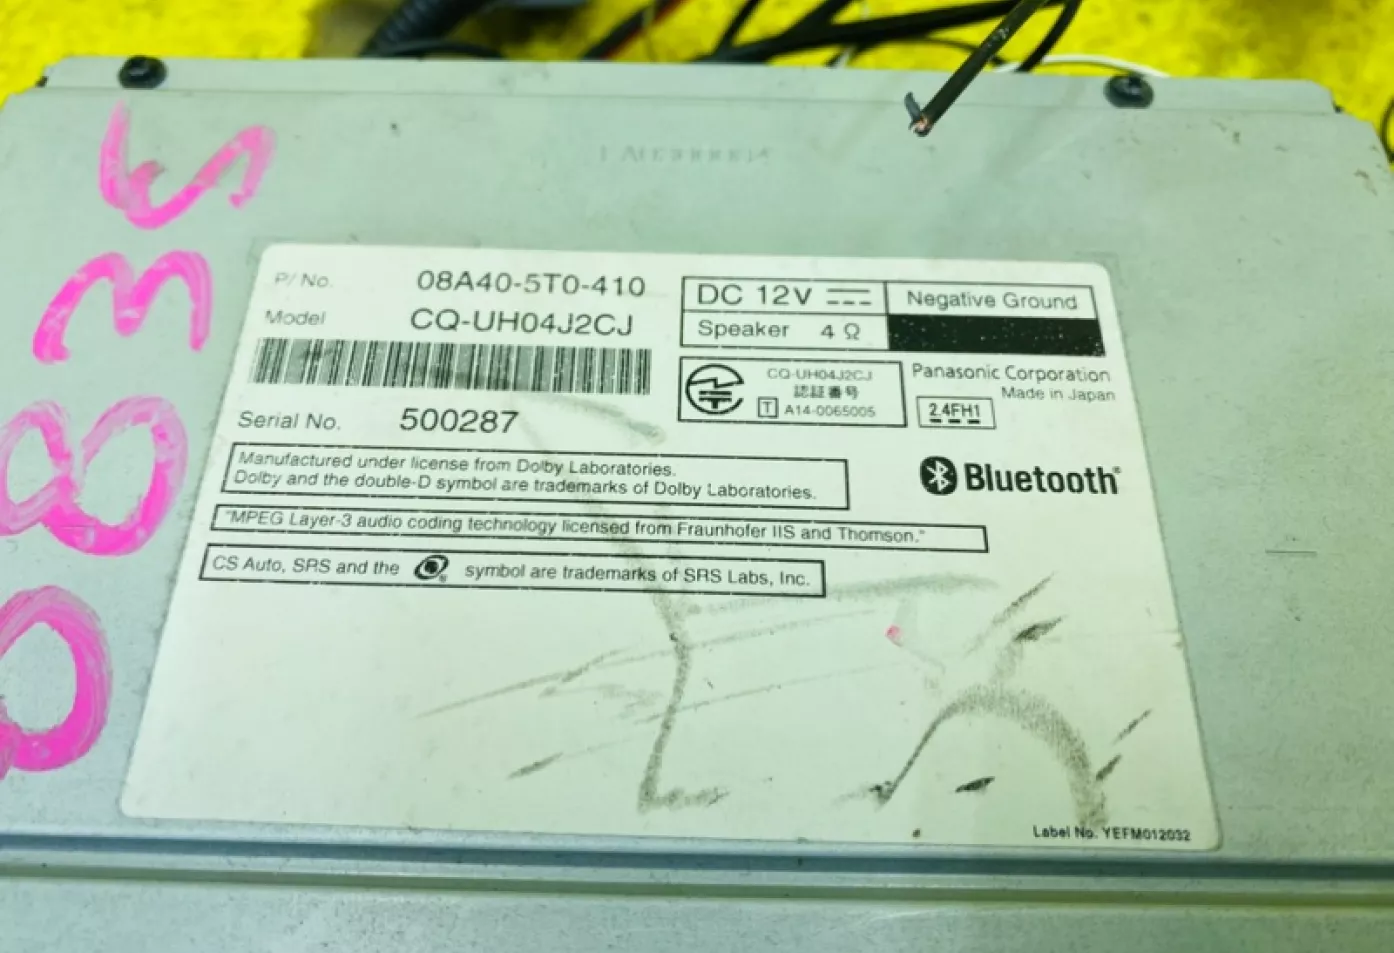 P/ No. 08A40-5T0-410
Model CQ-UH04J2CJ
Serial No. 500287
DC 12V
Negative Ground
Speaker 4 Ω
CQ-UH04J2CJ
認証番号
T A14-0065005
Panasonic Corporation
Made in Japan
2.4FH1
Bluetooth®
Manufactured under license from Dolby Laboratories.
Dolby and the double-D symbol are trademarks of Dolby Laboratories.
"MPEG Layer-3 audio coding technology licensed from Fraunhofer IIS and Thomson."
CS Auto, SRS and the ® symbol are trademarks of SRS Labs, Inc.
Label No. YEFM012032